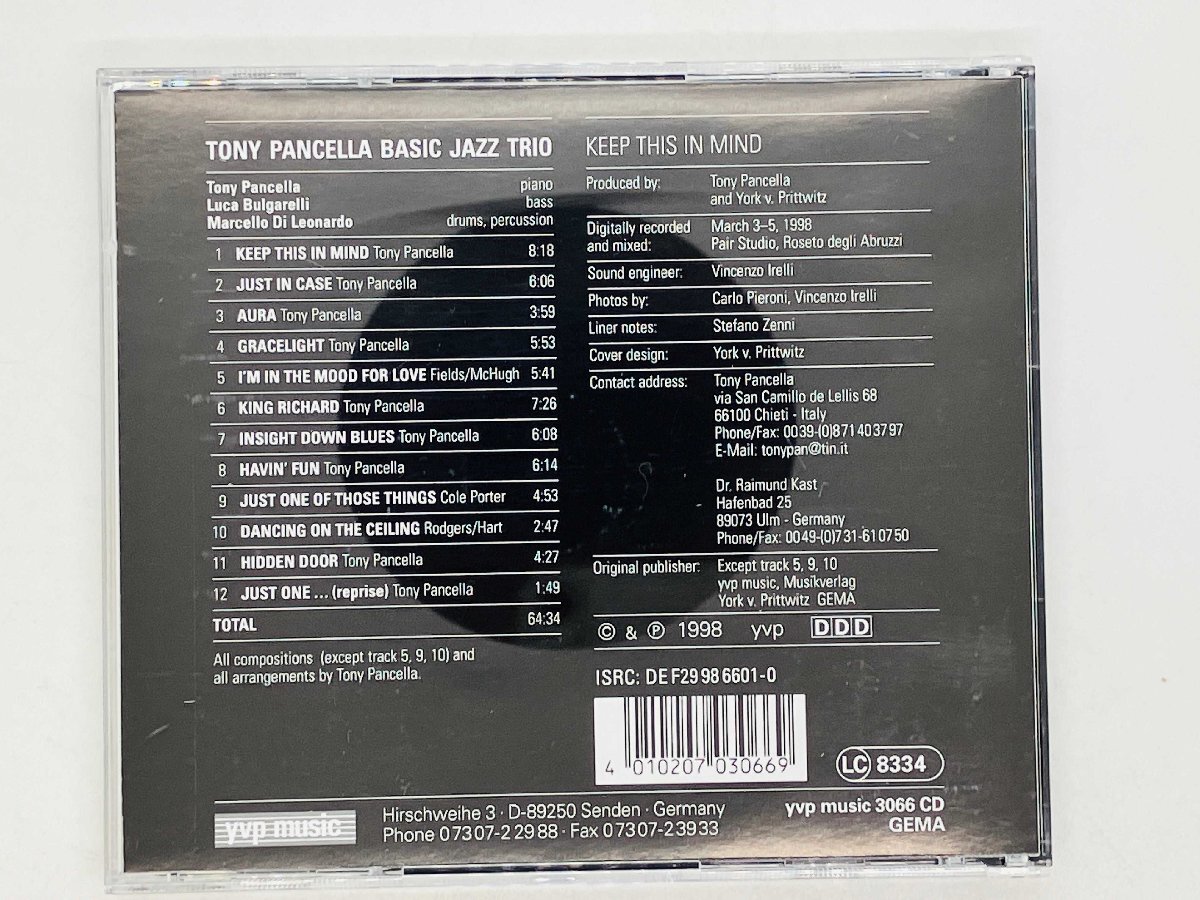 TONY PANCELLA BASIC JAZZ TRIO
Tony Pancella piano
Luca Bulgarelli bass
Marcello Di Leonardo drums, percussion
1 KEEP THIS IN MIND Tony Pancella 8:18
2 JUST IN CASE Tony Pancella 6:06
3 AURA Tony Pancella 3:59
4 GRACELIGHT Tony Pancella 5:53
5 I'M IN THE MOOD FOR LOVE Fields/McHugh 5:41
6 KING RICHARD Tony Pancella 7:26
7 INSIGHT DOWN BLUES Tony Pancella 6:08
8 HAVIN' FUN Tony Pancella 6:14
9 JUST ONE OF THOSE THINGS Cole Porter 4:53
10 DANCING ON THE CEILING Rodgers/Hart 2:47
11 HIDDEN DOOR Tony Pancella 4:27
12 JUST ONE ... (reprise) Tony Pancella 1:49
TOTAL 64:34
All compositions (except track 5, 9, 10) and
all arrangements by Tony Pancella.
KEEP THIS IN MIND
Produced by: Tony Pancella
and York v. Prittwitz
Digitally recorded March 3–5, 1998
and mixed: Pair Studio, Roseto degli Abruzzi
Sound engineer: Vincenzo Irelli
Photos by: Carlo Pieroni, Vincenzo Irelli
Liner notes: Stefano Zenni
Cover design: York v. Prittwitz
Contact address: Tony Pancella
via San Camillo de Lellis 68
66100 Chieti - Italy
Phone/Fax: 0039-(0)871403797
E-Mail: tonypan@tin.it
Dr. Raimund Kast
Hafenbad 25
89073 Ulm - Germany
Phone/Fax: 0049-(0)731-610750
Original publisher: Except track 5, 9, 10
yvp music, Musikverlag
York v. Prittwitz GEMA
© & ℗ 1998 yvp DDD
ISRC: DE F29 98 6601-0
4 010207 030669
LC 8334
yvp music
Hirschweihe 3 · D-89250 Senden · Germany
Phone 07307-22988 · Fax 07307-23933
yvp music 3066 CD
GEMA